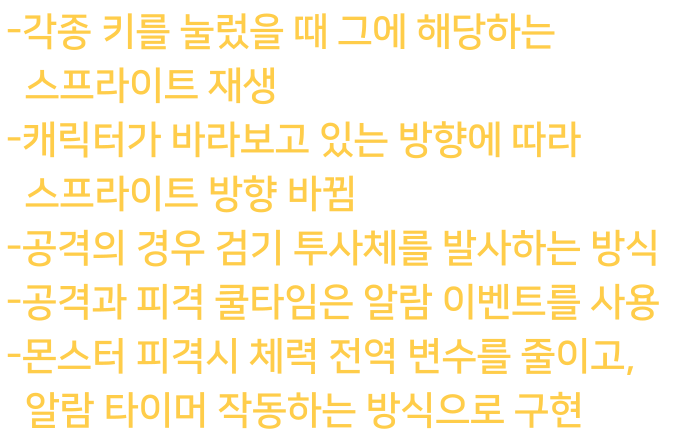 -각종 키를 눌렀을 때 그에 해당하는
스프라이트 재생
-캐릭터가 바라보고 있는 방향에 따라
스프라이트 방향 바뀜
-공격의 경우 검기 투사체를 발사하는 방식
-공격과 피격 쿨타임은 알람 이벤트를 사용
-몬스터 피격시 체력 전역 변수를 줄이고,
알람 타이머 작동하는 방식으로 구현